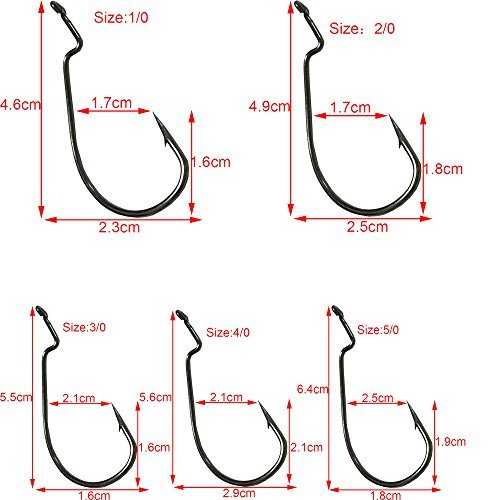 Size:1/0
4.6cm
1.7cm
1.6cm
2.3cm
Size: 2/0
4.9cm
1.7cm
1.8cm
2.5cm
Size:3/0
5.5cm
2.1cm
1.6cm
1.6cm
Size:4/0
5.6cm
2.1cm
2.1cm
2.9cm
Size:5/0
6.4cm
2.5cm
1.9cm
1.8cm